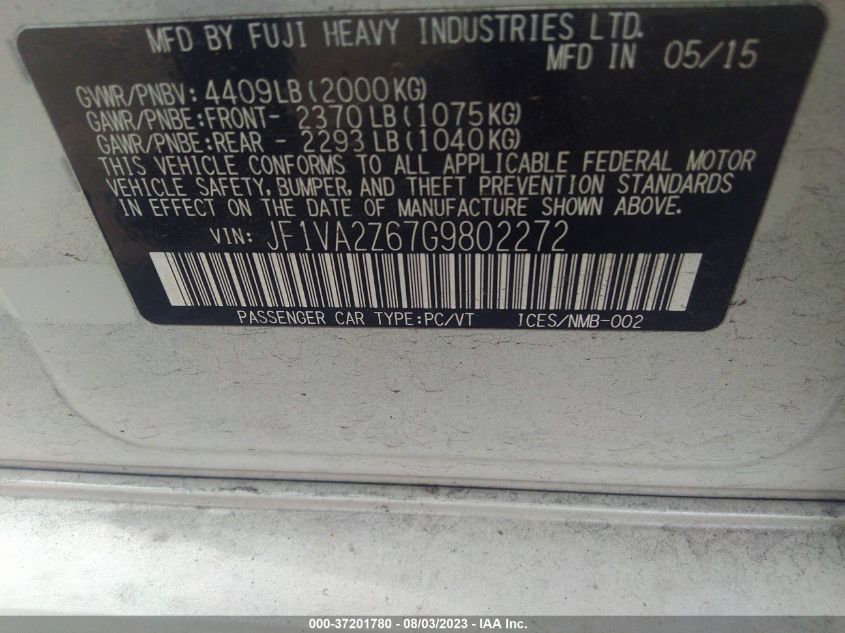 MFD BY FUJI HEAVY INDUSTRIES LTD.
MFD IN 05/15
GVWR/PNBV: 4409LB(2000KG)
GAWR/PNBE:FRONT- 2370LB(1075KG)
GAWR/PNBE:REAR - 2293LB(1040KG)
THIS VEHICLE CONFORMS TO ALL APPLICABLE FEDERAL MOTOR
VEHICLE SAFETY, BUMPER, AND THEFT PREVENTION STANDARDS
IN EFFECT ON THE DATE OF MANUFACTURE SHOWN ABOVE.
VIN: JF1VA2Z67G9802272
PASSENGER CAR TYPE:PC/VT ICES/NMB-002
000-37201780 - 08/03/2023 - IAA Inc.